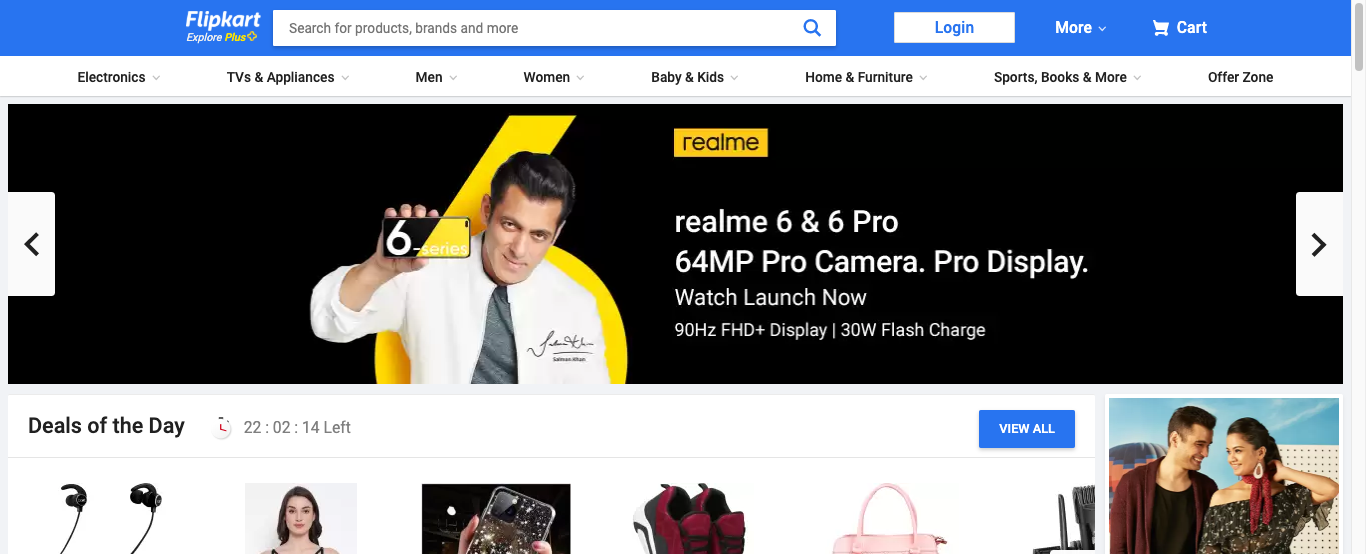 Flipkart
Explore Plus
Search for products, brands and more
Login
More
Cart
Electronics
TVs & Appliances
Men
Women
Baby & Kids
Home & Furniture
Sports, Books & More
Offer Zone
realme
realme 6 & 6 Pro
64MP Pro Camera. Pro Display.
Watch Launch Now
90Hz FHD+ Display | 30W Flash Charge
6-series
Salman Khan
Deals of the Day
22 : 02 : 14 Left
VIEW ALL